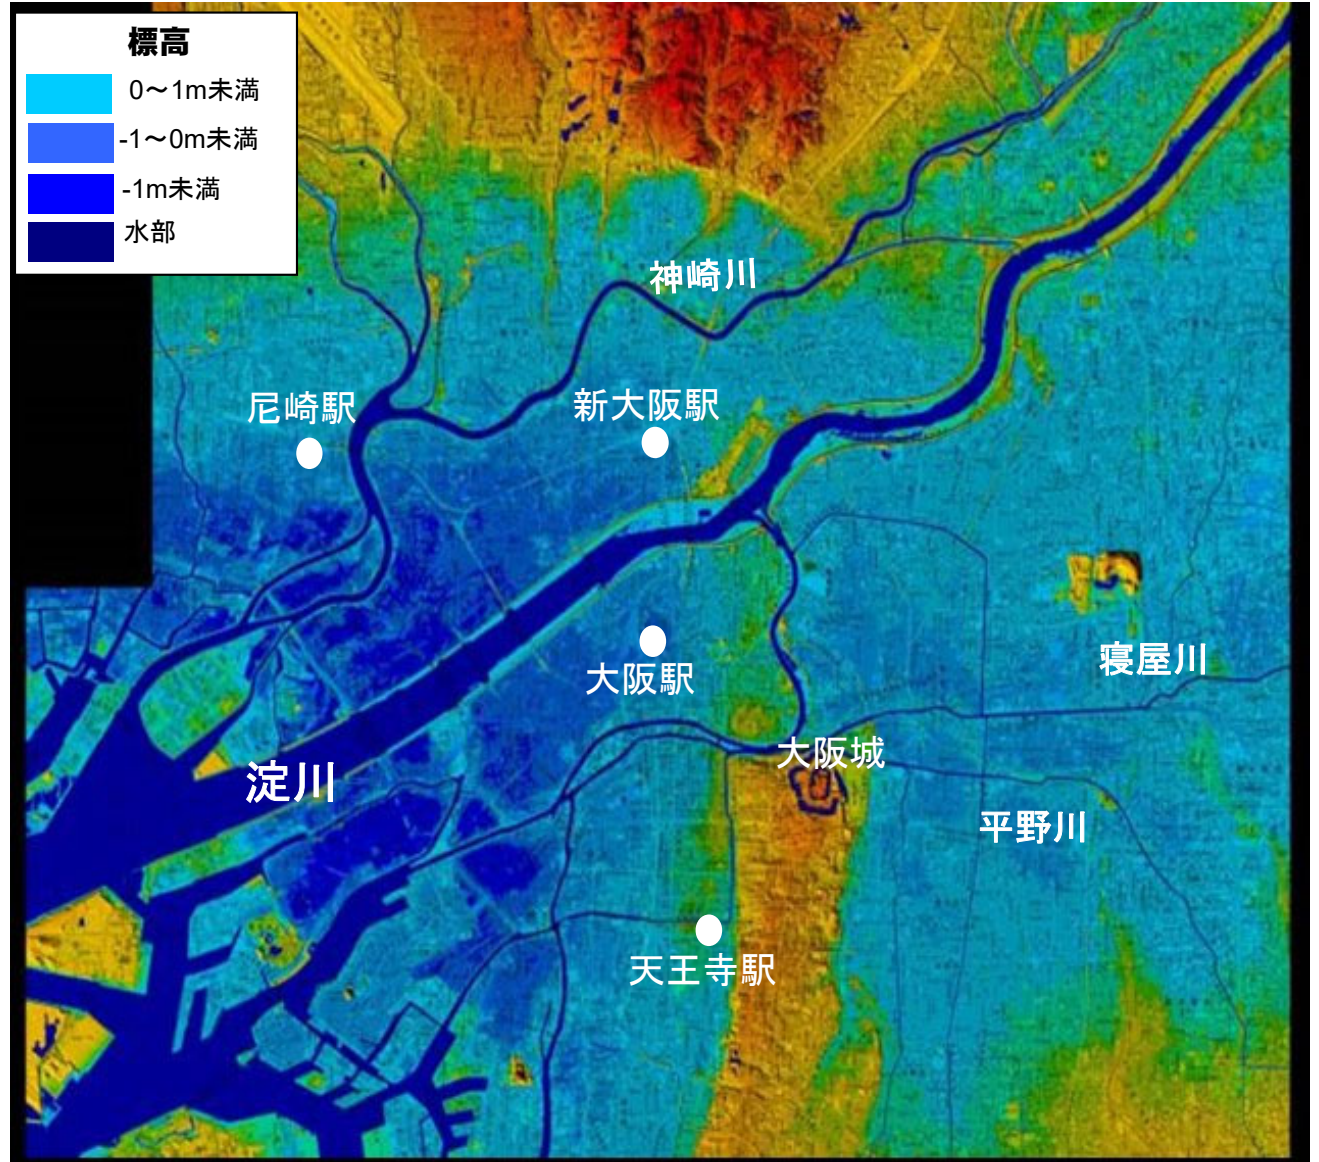 標高
0～1m未満
-1～0m未満
-1m未満
水部
神崎川
尼崎駅
新大阪駅
大阪駅
寝屋川
大阪城
淀川
平野川
天王寺駅